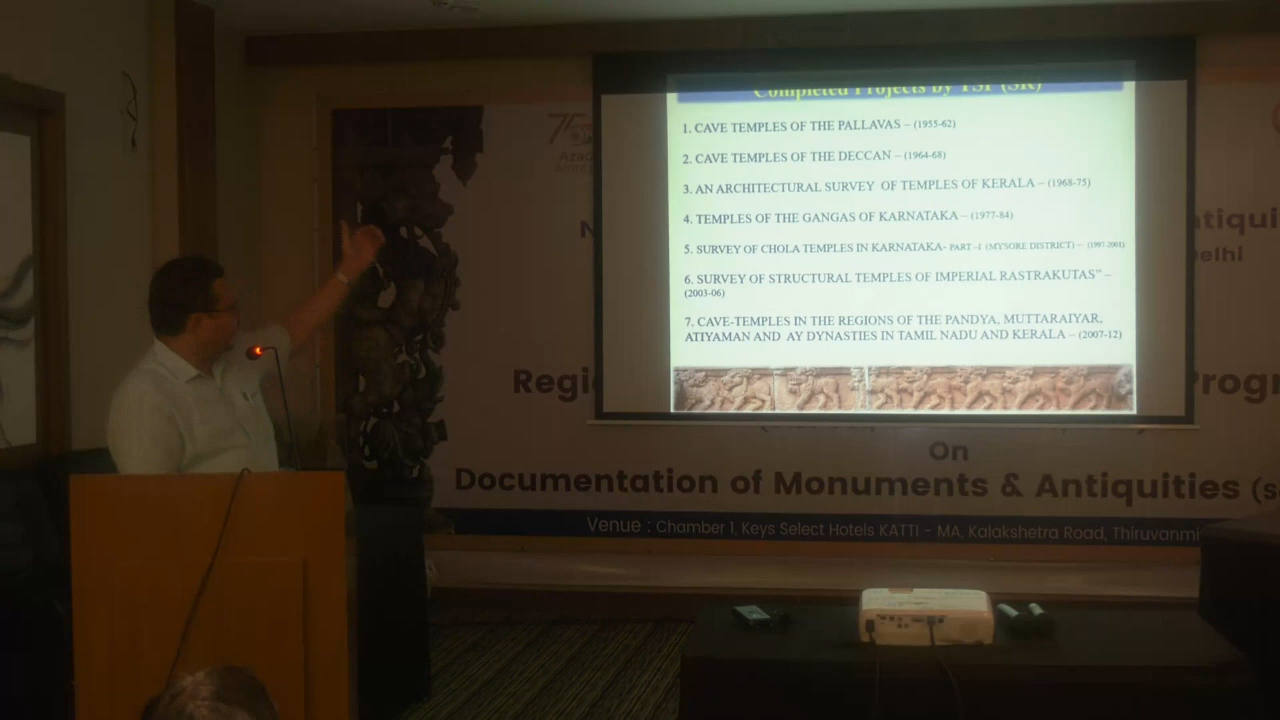 Completed Projects by TSP (SR)
1. CAVE TEMPLES OF THE PALLAVAS – (1955-62)
2. CAVE TEMPLES OF THE DECCAN – (1964-68)
3. AN ARCHITECTURAL SURVEY OF TEMPLES OF KERALA – (1968-75)
4. TEMPLES OF THE GANGAS OF KARNATAKA – (1977-84)
5. SURVEY OF CHOLA TEMPLES IN KARNATAKA- PART –I (MYSORE DISTRICT) – (1997-2001)
6. SURVEY OF STRUCTURAL TEMPLES OF IMPERIAL RASTRAKUTAS” –
(2003-06)
7. CAVE-TEMPLES IN THE REGIONS OF THE PANDYA, MUTTARAIYAR,
ATIYAMAN AND AY DYNASTIES IN TAMIL NADU AND KERALA – (2007-12)
75
Azad
Amrit
N
ntiqui
elhi
Regi
Progr
On
Documentation of Monuments & Antiquities (s
Venue : Chamber 1, Keys Select Hotels KATTI - MA, Kalakshetra Road, Thiruvanmi